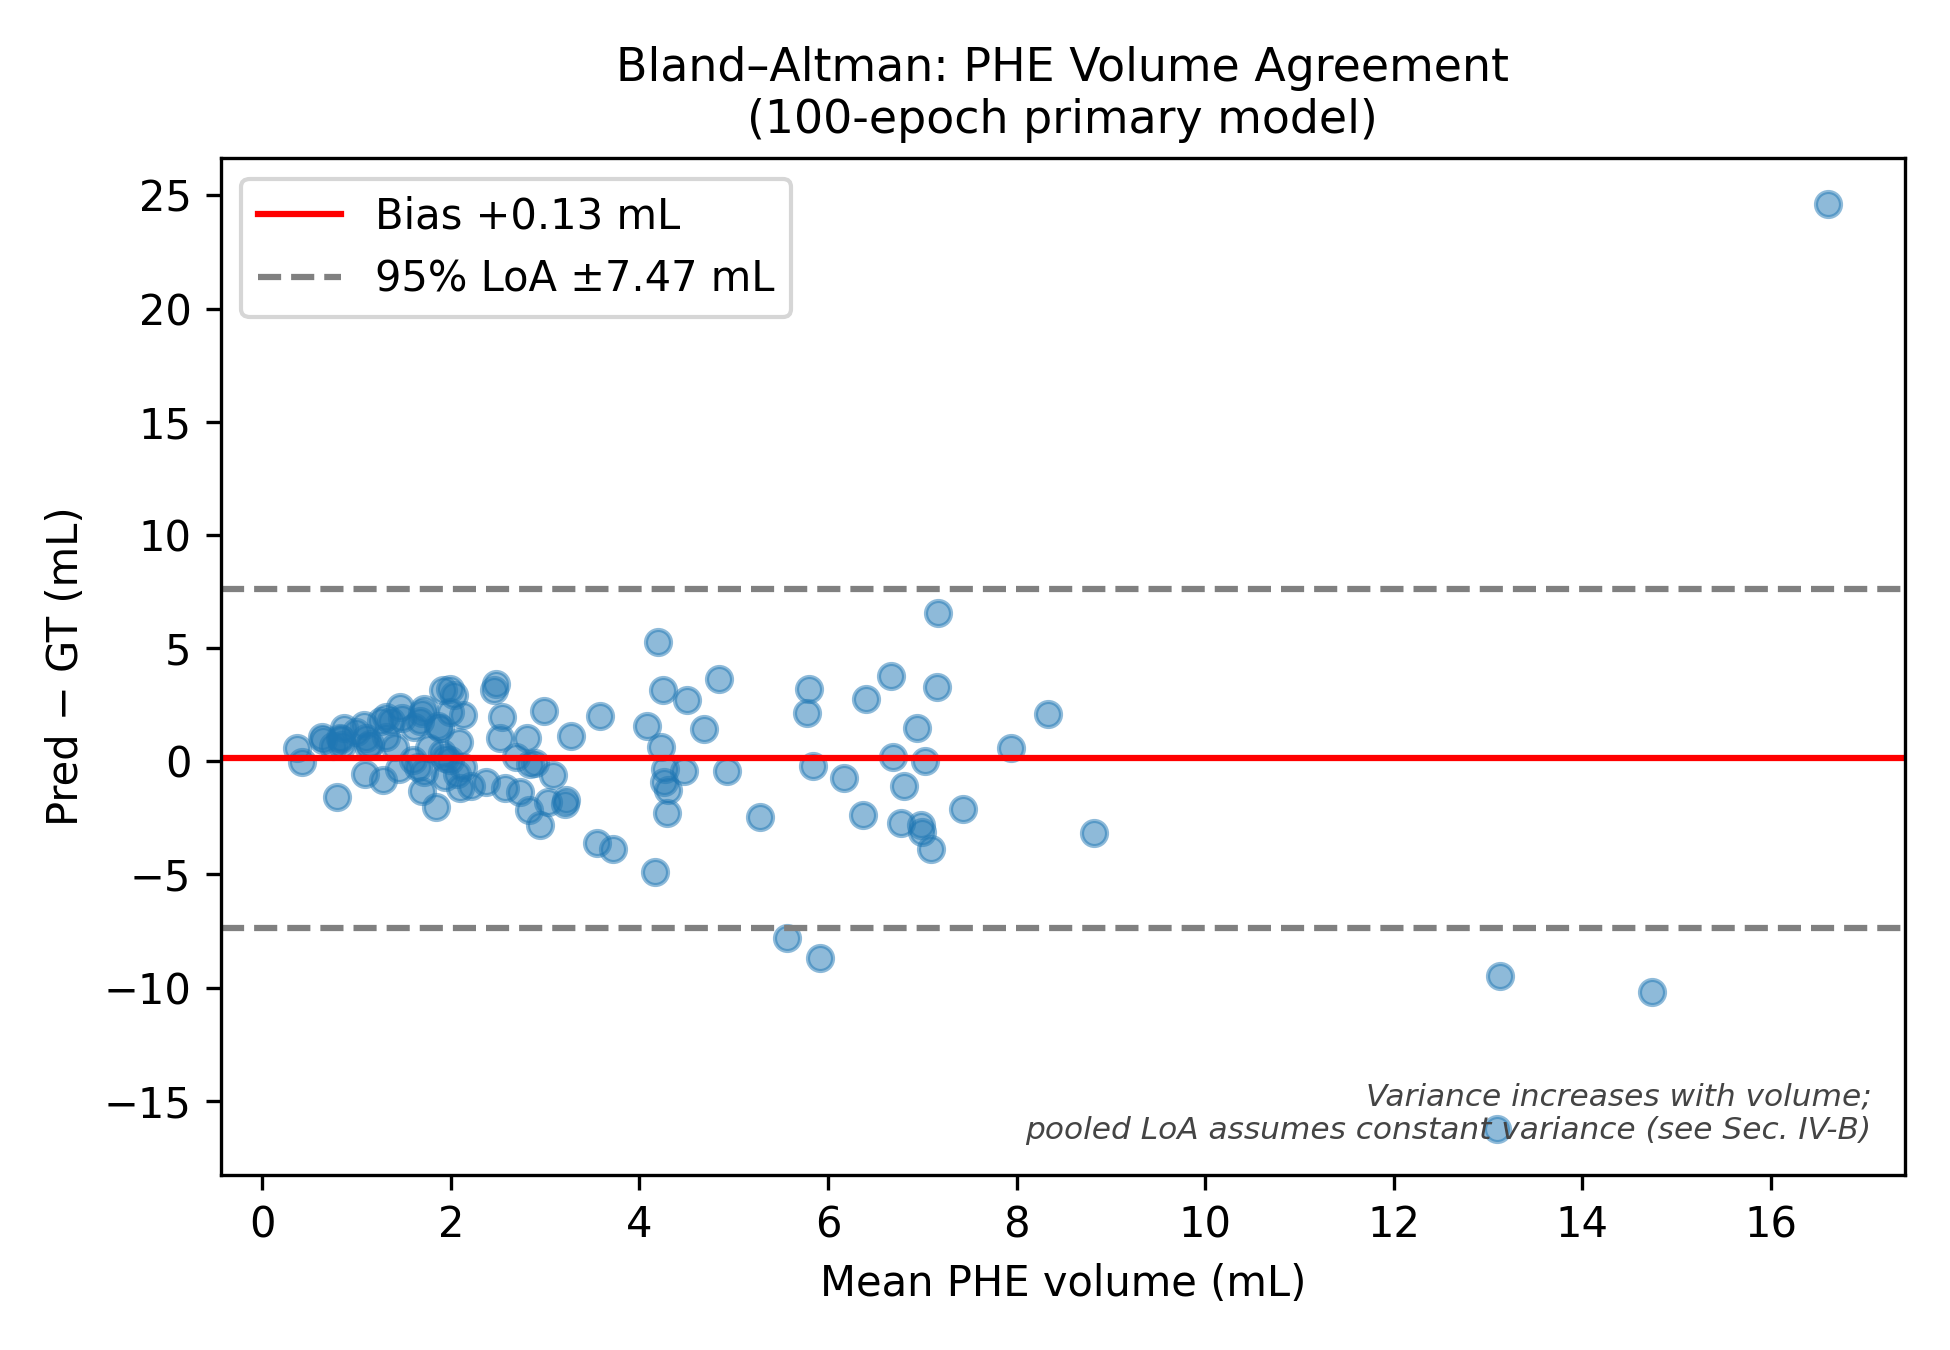 Bland–Altman: PHE Volume Agreement
(100-epoch primary model)
Bias +0.13 mL
95% LoA ±7.47 mL
Pred − GT (mL)
25
20
15
10
5
0
−5
−10
−15
Variance increases with volume;
pooled LoA assumes constant variance (see Sec. IV-B)
0 2 4 6 8 10 12 14 16
Mean PHE volume (mL)